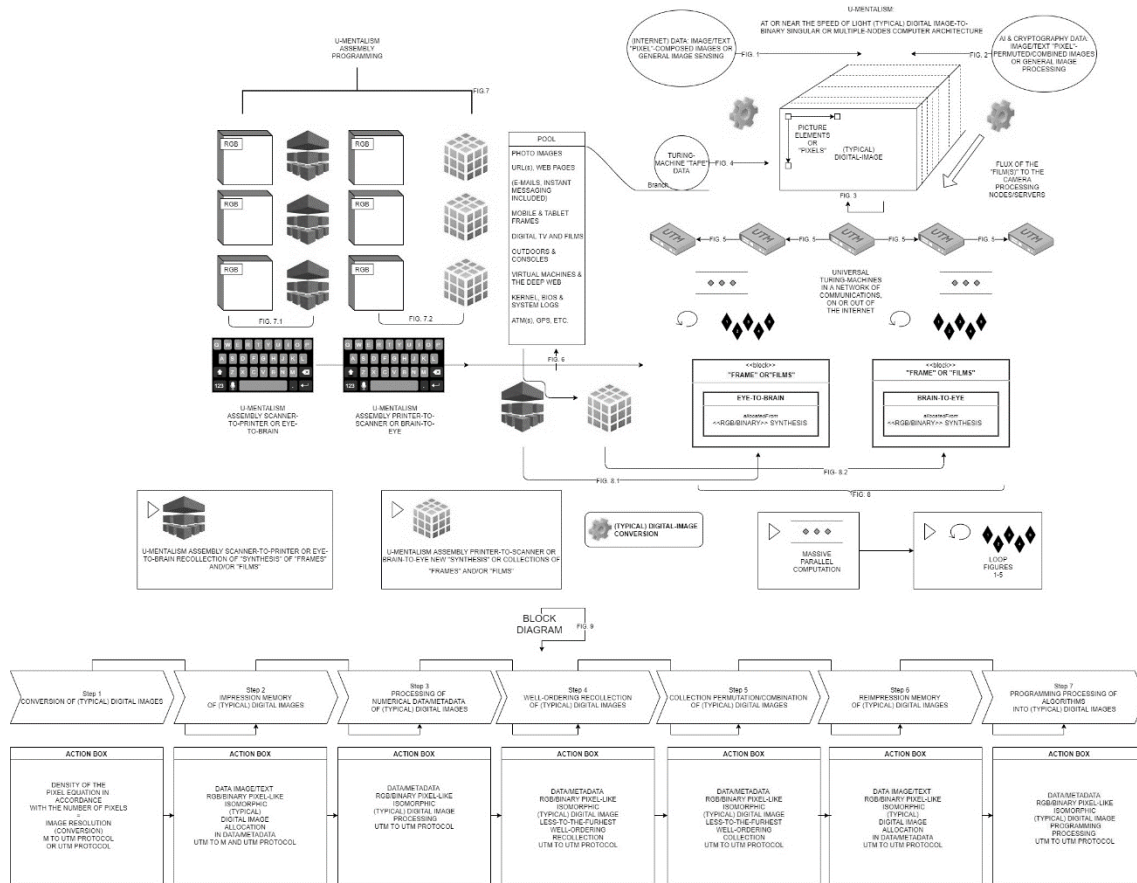 U-MENTALISM
ASSEMBLY
PROGRAMMING
FIG.7
RGB
RGB
RGB
RGB
RGB
RGB
FIG. 7.1
FIG. 7.2
Q W E R T Y U I O P
A S D F G H J K L
Z X C V B N M
123
Q W E R T Y U I O P
A S D F G H J K L
Z X C V B N M
123
U-MENTALISM
ASSEMBLY SCANNER-
TO-PRINTER OR EYE-
TO-BRAIN
U-MENTALISM
ASSEMBLY PRINTER-TO-
SCANNER OR BRAIN-TO-
EYE
POOL
PHOTO IMAGES
URL(s), WEB PAGES
(E-MAILS, INSTANT
MESSAGING
INCLUDED)
MOBILE & TABLET
FRAMES
DIGITAL TV AND FILMS
OUTDOORS &
CONSOLES
VIRTUAL MACHINES &
THE DEEP WEB
KERNEL, BIOS &
SYSTEM LOGS
ATM(s), GPS, ETC.
FIG. 6
U-MENTALISM:
AT OR NEAR THE SPEED OF LIGHT (TYPICAL) DIGITAL IMAGE-TO-
BINARY SINGULAR OR MULTIPLE-NODES COMPUTER ARCHITECTURE
(INTERNET) DATA: IMAGE/TEXT
"PIXEL"-COMPOSED IMAGES OR
GENERAL IMAGE SENSING
FIG. 1
FIG. 2
AI & CRYPTOGRAPHY DATA:
IMAGE/TEXT "PIXEL"-
PERMUTED/COMBINED IMAGES
OR GENERAL IMAGE
PROCESSING
PICTURE
ELEMENTS
OR
"PIXELS"
(TYPICAL)
DIGITAL-IMAGE
TURING-
MACHINE "TAPE"
DATA
FIG. 4
Branch
FIG. 3
FLUX OF THE
"FILM(S)" TO THE
CAMERA
PROCESSING
NODES/SERVERS
UTM
UTM
UTM
UTM
UTM
FIG. 5
FIG. 5
FIG. 5
FIG. 5
UNIVERSAL
TURING-MACHINES
IN A NETWORK OF
COMMUNICATIONS,
ON OR OUT OF
THE INTERNET
<<block>>
"FRAME" OR"FILMS"
EYE-TO-BRAIN
allocatedFrom
<<RGB/BINARY>> SYNTHESIS
<<block>>
"FRAME" OR "FILMS"
BRAIN-TO-EYE
allocatedFrom
<<RGB/BINARY>> SYNTHESIS
FIG. 8.1
FIG- 8.2
FIG. 8
U-MENTALISM ASSEMBLY SCANNER-TO-PRINTER OR EYE-
TO-BRAIN RECOLLECTION OF "SYNTHESIS" OF "FRAMES"
AND/OR "FILMS"
U-MENTALISM ASSEMBLY PRINTER-TO-SCANNER OR
BRAIN-TO-EYE NEW "SYNTHESIS" OR COLLECTIONS OF
"FRAMES" AND/OR "FILMS"
(TYPICAL) DIGITAL-IMAGE
CONVERSION
MASSIVE
PARALLEL
COMPUTATION
LOOP
FIGURES
1-5
BLOCK
DIAGRAM
FIG. 9
Step 1
CONVERSION OF (TYPICAL) DIGITAL IMAGES
Step 2
IMPRESSION MEMORY
OF (TYPICAL) DIGITAL IMAGES
Step 3
PROCESSING OF
NUMERICAL DATA/METADATA
OF (TYPICAL) DIGITAL IMAGES
Step 4
WELL-ORDERING RECOLLECTION
OF (TYPICAL) DIGITAL IMAGES
Step 5
COLLECTION PERMUTATION/COMBINATION
OF (TYPICAL) DIGITAL IMAGES
Step 6
REIMPRESSION MEMORY
OF (TYPICAL) DIGITAL IMAGES
Step 7
PROGRAMMING PROCESSING OF
ALGORITHMS
INTO (TYPICAL) DIGITAL IMAGES
ACTION BOX
DENSITY OF THE
PIXEL EQUATION IN
ACCORDANCE
WITH THE NUMBER OF PIXELS
=
IMAGE RESOLUTION
(CONVERSION)
M TO UTM PROTOCOL
OR UTM PROTOCOL
ACTION BOX
DATA IMAGE/TEXT
RGB/BINARY PIXEL-LIKE
ISOMORPHIC
(TYPICAL)
DIGITAL IMAGE
ALLOCATION
IN DATA/METADATA
UTM TO M AND UTM PROTOCOL
ACTION BOX
DATA/METADATA
RGB/BINARY PIXEL-LIKE
ISOMORPHIC
(TYPICAL) DIGITAL IMAGE
PROCESSING
UTM TO UTM PROTOCOL
ACTION BOX
DATA/METADATA
RGB/BINARY PIXEL-LIKE
ISOMORPHIC
(TYPICAL) DIGITAL IMAGE
LESS-TO-THE-FURHEST
WELL-ORDERING
RECOLLECTION
UTM TO UTM PROTOCOL
ACTION BOX
DATA/METADATA
RGB/BINARY PIXEL-LIKE
ISOMORPHIC
(TYPICAL) DIGITAL IMAGE
LESS-TO-THE-FURHEST
WELL-ORDERING
COLLECTION
UTM TO UTM PROTOCOL
ACTION BOX
DATA IMAGE/TEXT
RGB/BINARY PIXEL-LIKE
ISOMORPHIC
(TYPICAL)
DIGITAL IMAGE
ALLOCATION
IN DATA/METADATA
UTM TO UTM PROTOCOL
ACTION BOX
DATA/METADATA
RGB/BINARY PIXEL-LIKE
ISOMORPHIC
(TYPICAL) DIGITAL IMAGE
PROGRAMMING
PROCESSING
UTM TO UTM PROTOCOL